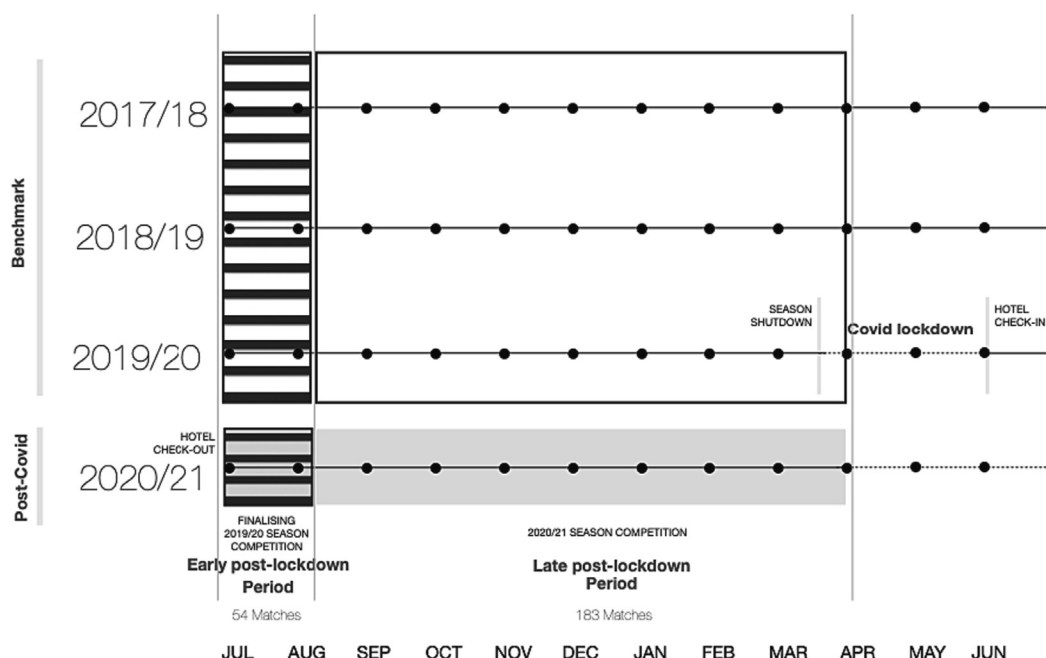 Benchmark
2017/18
2018/19
2019/20
SEASON
SHUTDOWN
Covid lockdown
HOTEL
CHECK-IN
Post-Covid
HOTEL
CHECK-OUT
2020/21
FINALISING
2019/20 SEASON
COMPETITION
Early post-lockdown
Period
54 Matches
2020/21 SEASON COMPETITION
Late post-lockdown
Period
183 Matches
JUL AUG SEP OCT NOV DEC JAN FEB MAR APR MAY JUN